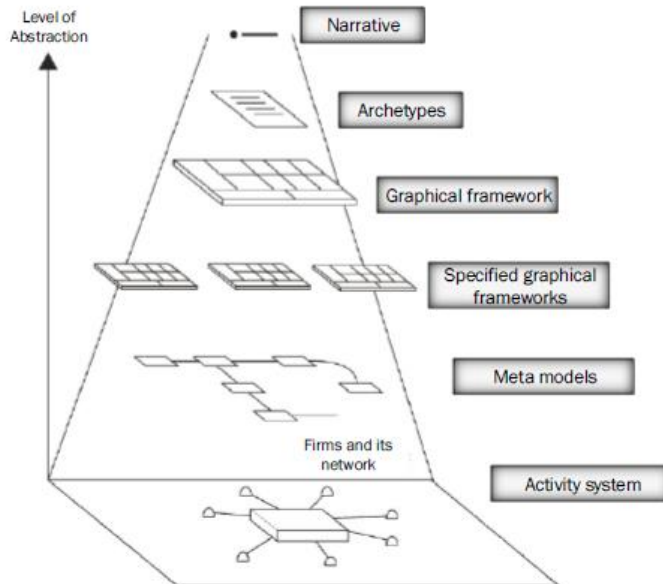 Level of
Abstraction
Narrative
Archetypes
Graphical framework
Specified graphical
frameworks
Meta models
Firms and its
network
Activity system